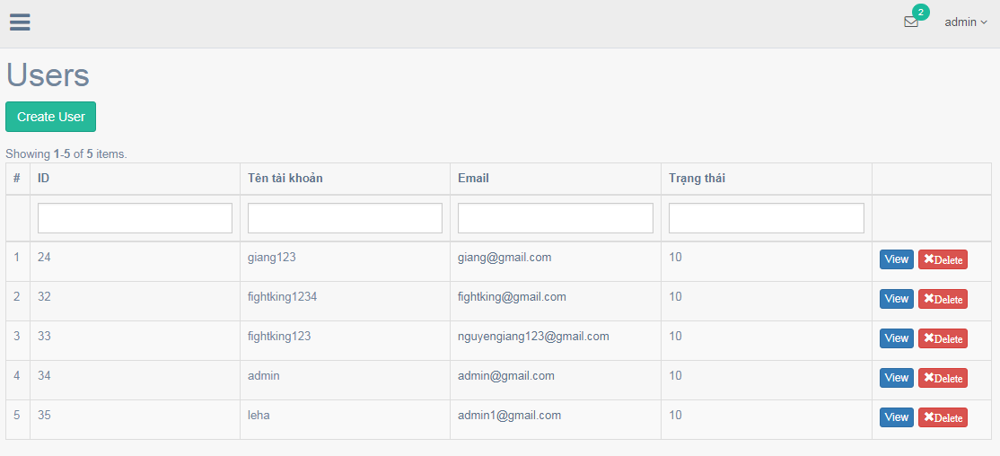 2
admin
Users
Create User
Showing 1-5 of 5 items.
# ID Tên tài khoản Email Trạng thái
1 24 giang123 giang@gmail.com 10 View Delete
2 32 fightking1234 fightking@gmail.com 10 View Delete
3 33 fightking123 nguyengiang123@gmail.com 10 View Delete
4 34 admin admin@gmail.com 10 View Delete
5 35 leha admin1@gmail.com 10 View Delete